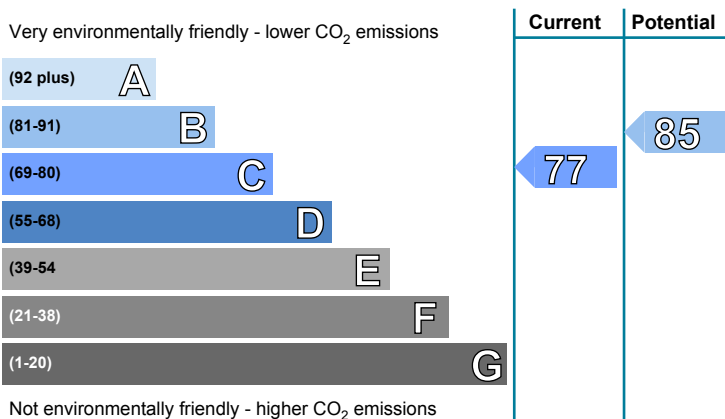 Very environmentally friendly - lower CO₂ emissions
Current Potential
(92 plus) A
(81-91) B
85
(69-80) C
77
(55-68) D
(39-54 E
(21-38) F
(1-20) G
Not environmentally friendly - higher CO₂ emissions